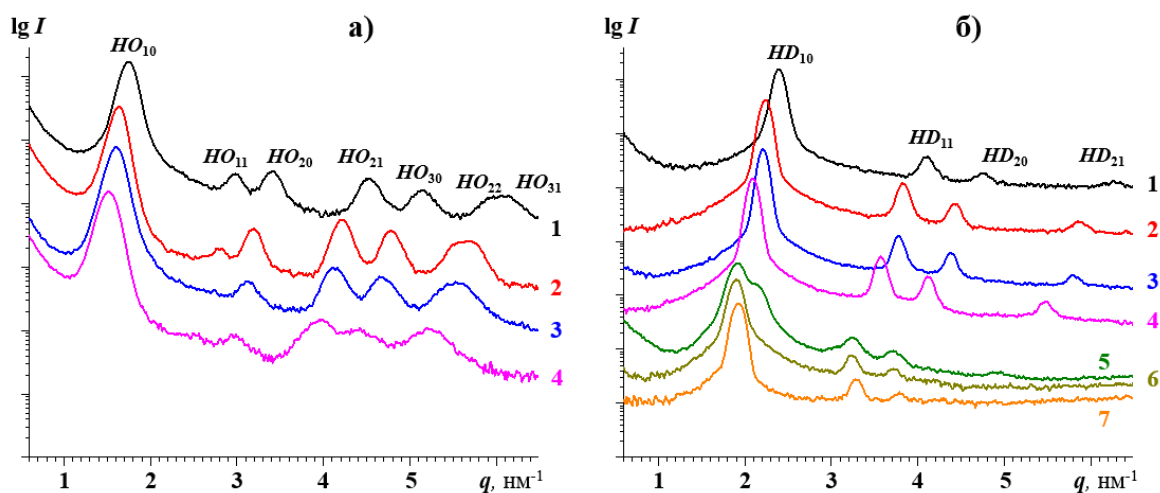 lg I
а)
HO10
HO11
HO20
HO21
HO30
HO22
HO31
1
2
3
4
1 2 3 4 5 q, нм-1
lg I
б)
HD10
HD11
HD20
HD21
1
2
3
4
5
6
7
1 2 3 4 5 q, нм-1